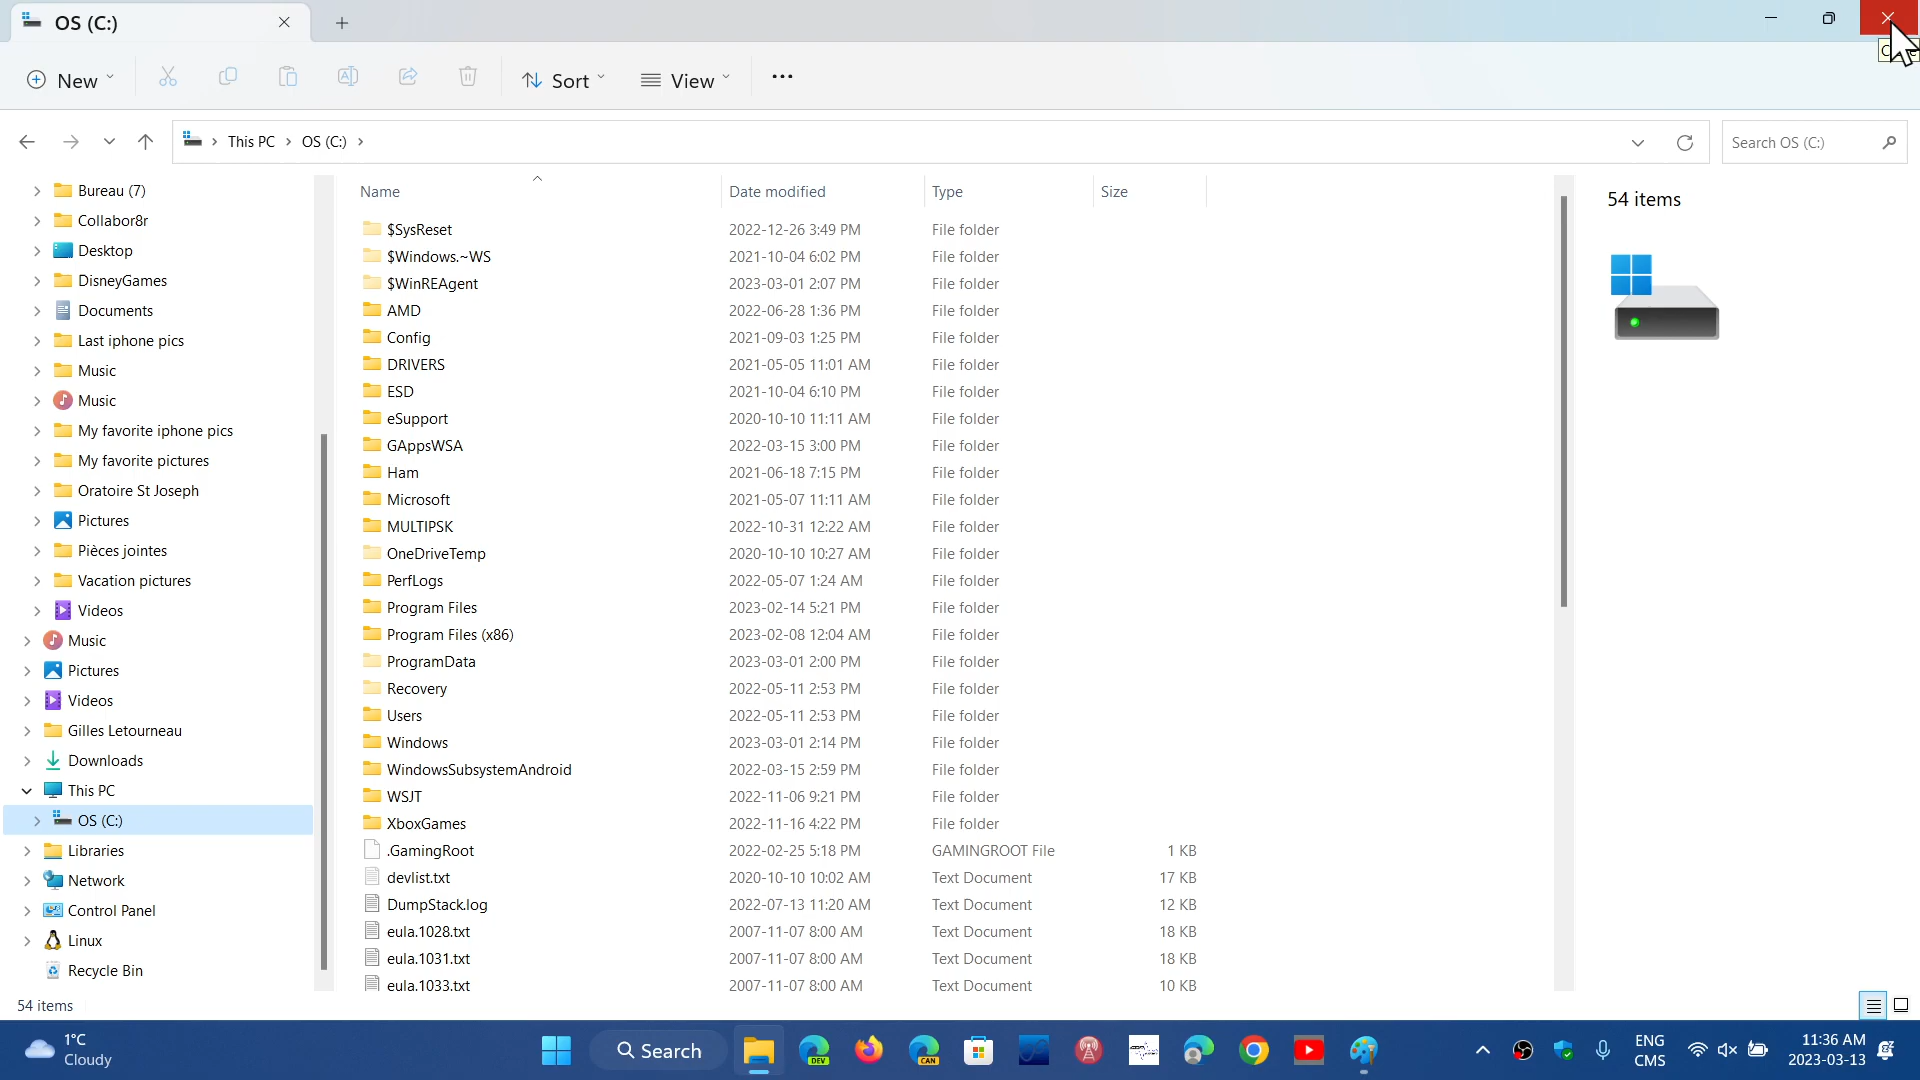 OS (C:)
New
Sort
View
This PC > OS (C:) >
Search OS (C:)
Bureau (7)
Collabor8r
Desktop
DisneyGames
Documents
Last iphone pics
Music
Music
My favorite iphone pics
My favorite pictures
Oratoire St Joseph
Pictures
Pièces jointes
Vacation pictures
Videos
Music
Pictures
Videos
Gilles Letourneau
Downloads
This PC
OS (C:)
Libraries
Network
Control Panel
Linux
Recycle Bin
Name Date modified Type Size
$SysReset 2022-12-26 3:49 PM File folder
$Windows.~WS 2021-10-04 6:02 PM File folder
$WinREAgent 2023-03-01 2:07 PM File folder
AMD 2022-06-28 1:36 PM File folder
Config 2021-09-03 1:25 PM File folder
DRIVERS 2021-05-05 11:01 AM File folder
ESD 2021-10-04 6:10 PM File folder
eSupport 2020-10-10 11:11 AM File folder
GAppsWSA 2022-03-15 3:00 PM File folder
Ham 2021-06-18 7:15 PM File folder
Microsoft 2021-05-07 11:11 AM File folder
MULTIPSK 2022-10-31 12:22 AM File folder
OneDriveTemp 2020-10-10 10:27 AM File folder
PerfLogs 2022-05-07 1:24 AM File folder
Program Files 2023-02-14 5:21 PM File folder
Program Files (x86) 2023-02-08 12:04 AM File folder
ProgramData 2023-03-01 2:00 PM File folder
Recovery 2022-05-11 2:53 PM File folder
Users 2022-05-11 2:53 PM File folder
Windows 2023-03-01 2:14 PM File folder
WindowsSubsystemAndroid 2022-03-15 2:59 PM File folder
WSJT 2022-11-06 9:21 PM File folder
XboxGames 2022-11-16 4:22 PM File folder
.GamingRoot 2022-02-25 5:18 PM GAMINGROOT File 1 KB
devlist.txt 2020-10-10 10:02 AM Text Document 17 KB
DumpStack.log 2022-07-13 11:20 AM Text Document 12 KB
eula.1028.txt 2007-11-07 8:00 AM Text Document 18 KB
eula.1031.txt 2007-11-07 8:00 AM Text Document 18 KB
eula.1033.txt 2007-11-07 8:00 AM Text Document 10 KB
54 items
54 items
1°C
Cloudy
Search
DEV
CAN
ENG
CMS
11:36 AM
2023-03-13